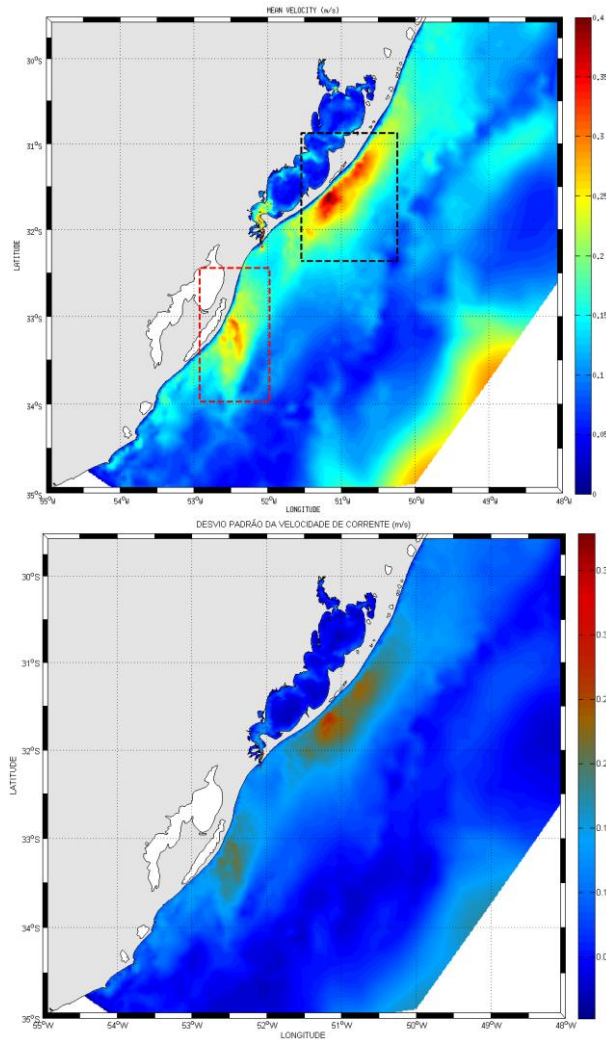 MEAN VELOCITY (m/s)
0,4
30°S
0,35
31°S
0,3
0,25
LATITUDE
32°S
0,2
33°S
0,15
0,1
34°S
0,05
35°S
0
55°W
54°W
53°W
52°W
51°W
50°W
49°W
48°W
LONGITUDE
DESVIO PADRÃO DA VELOCIDADE DE CORRENTE (m/s)
30°S
31°S
LATITUDE
32°S
33°S
34°S
35°S
55°W
54°W
53°W
52°W
51°W
50°W
49°W
48°W
LONGITUDE